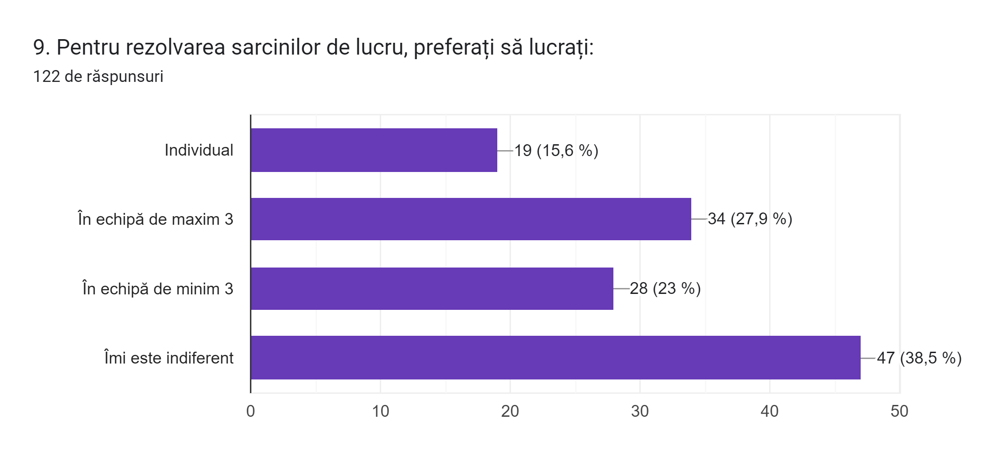 9. Pentru rezolvarea sarcinilor de lucru, preferați să lucrați:
122 de răspunsuri
Individual
19 (15,6 %)
În echipă de maxim 3
34 (27,9 %)
În echipă de minim 3
28 (23 %)
Îmi este indiferent
47 (38,5 %)
0 10 20 30 40 50